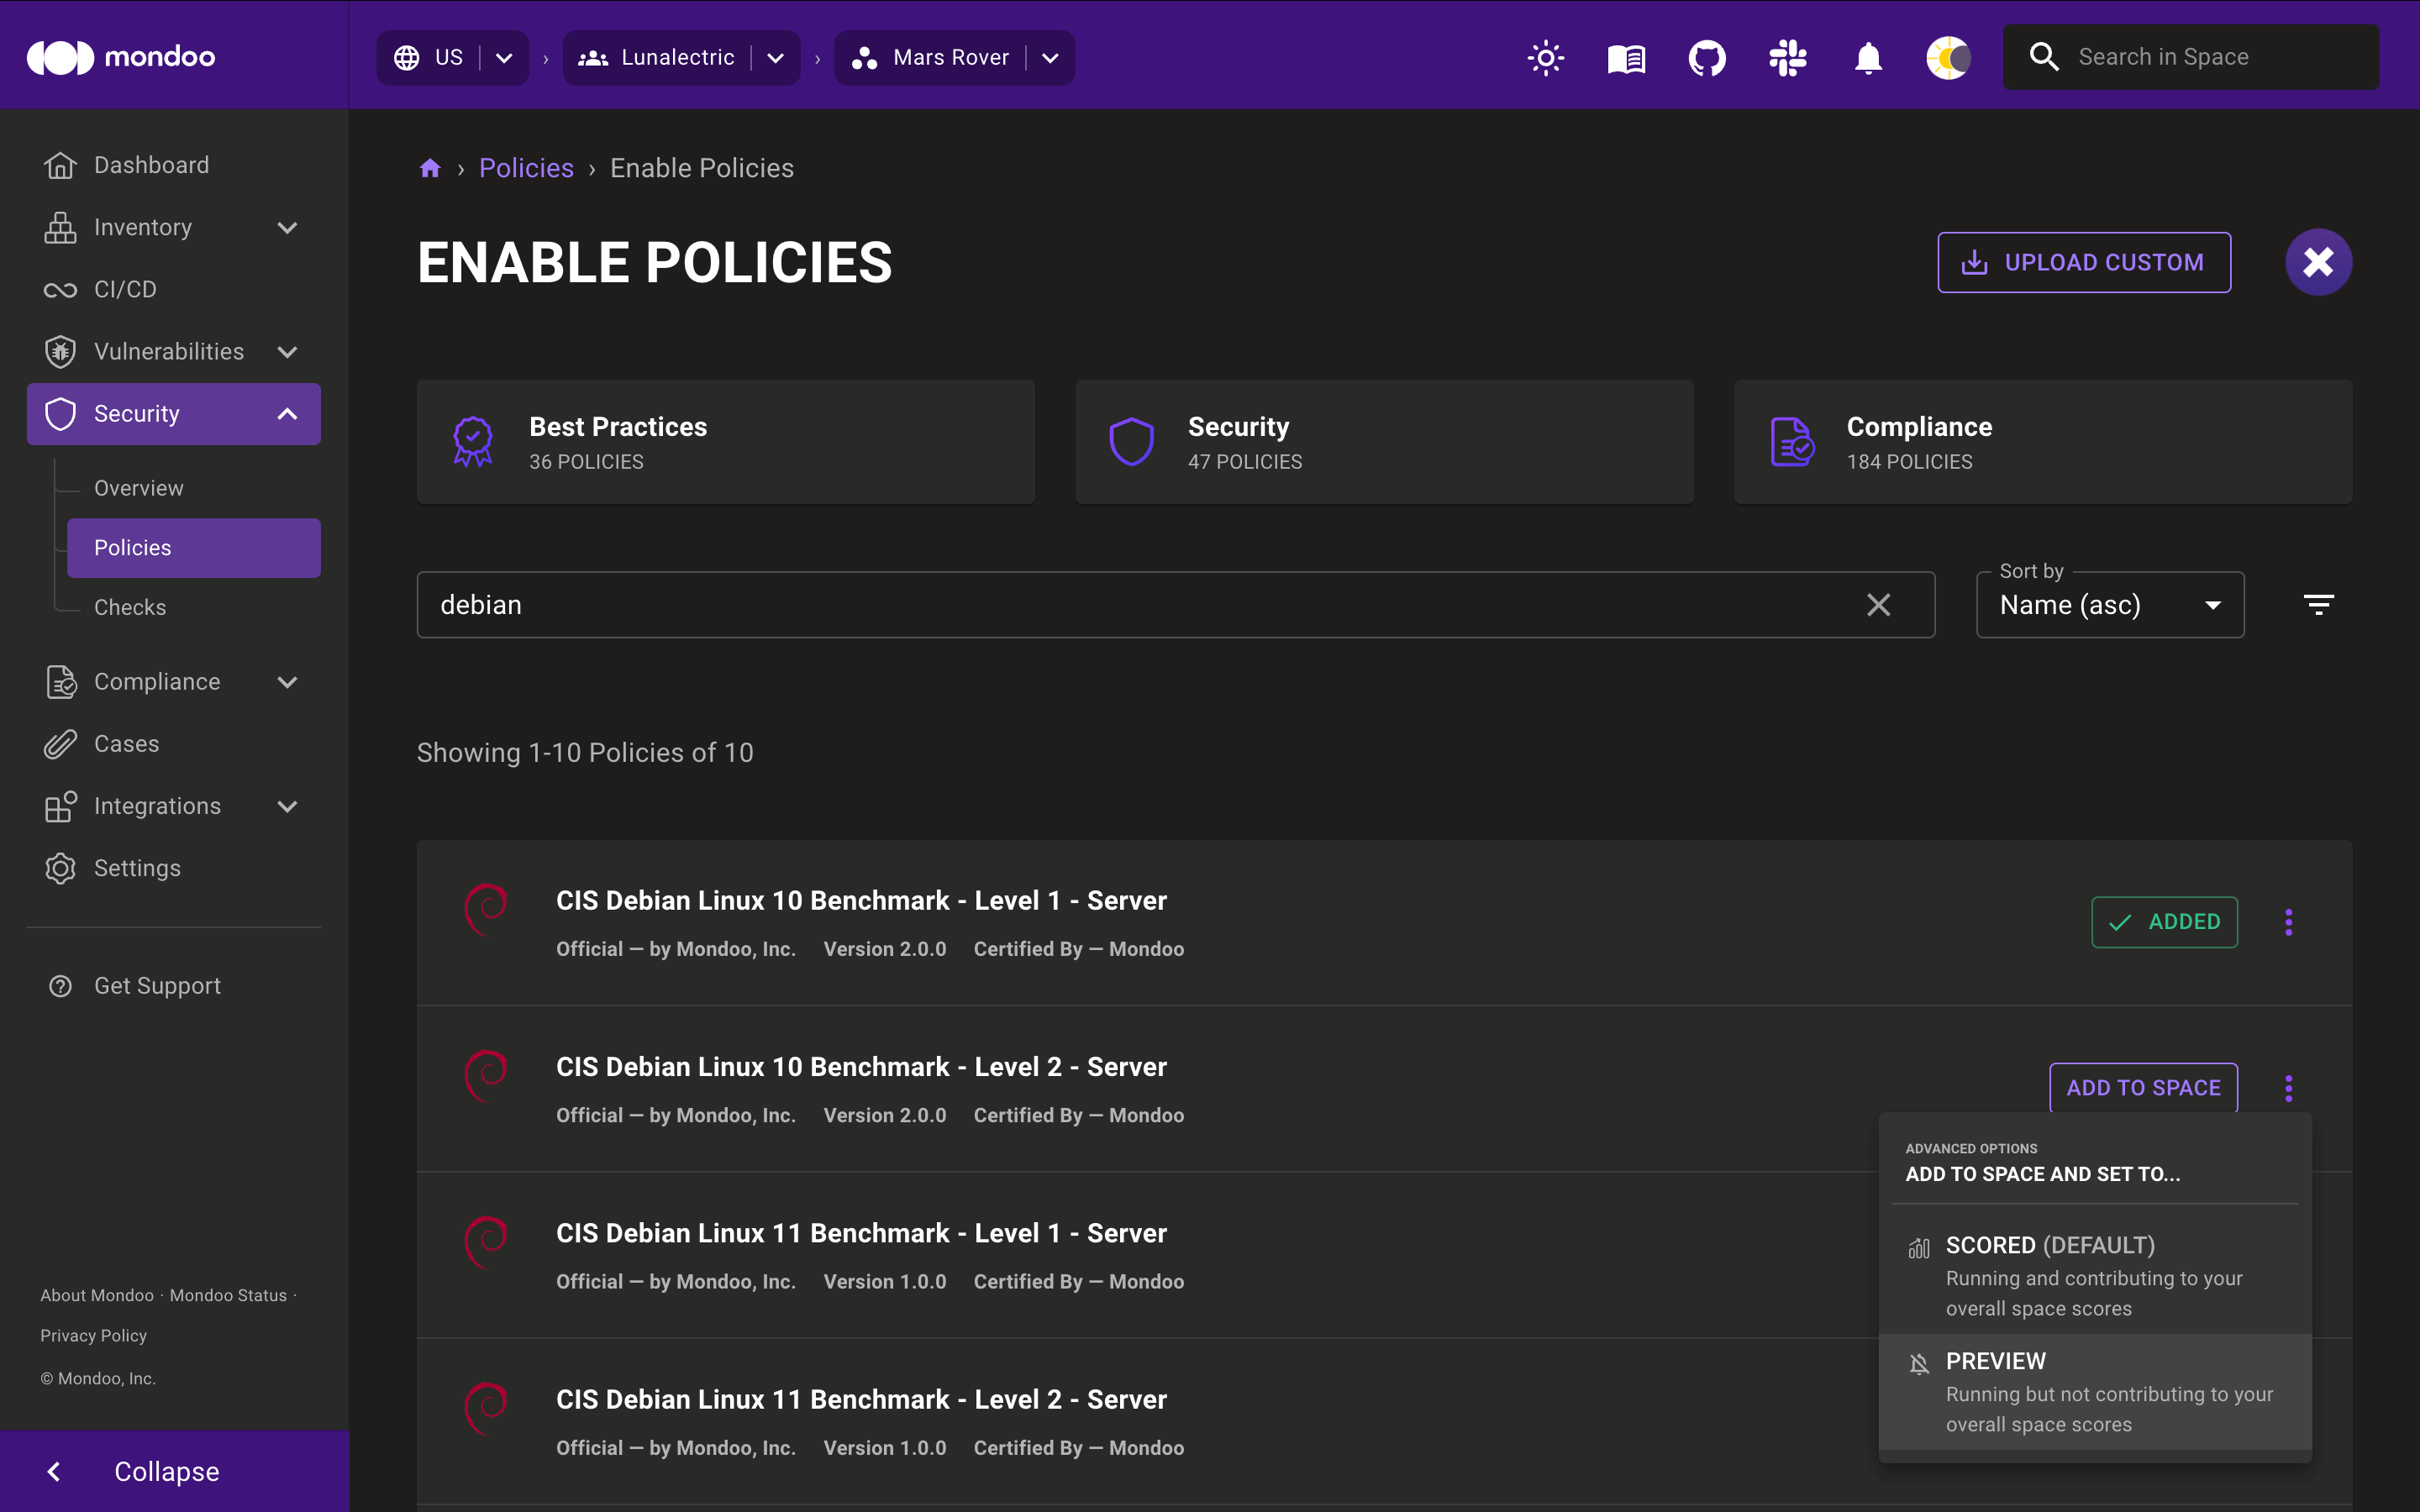 mondoo
US
Lunalectric
Mars Rover
Search in Space
Dashboard
Inventory
CI/CD
Vulnerabilities
Security
Overview
Policies
Checks
Compliance
Cases
Integrations
Settings
Get Support
About Mondoo · Mondoo Status ·
Privacy Policy
© Mondoo, Inc.
Collapse
› Policies › Enable Policies
ENABLE POLICIES
UPLOAD CUSTOM
Best Practices
36 POLICIES
Security
47 POLICIES
Compliance
184 POLICIES
debian
Sort by
Name (asc)
Showing 1-10 Policies of 10
CIS Debian Linux 10 Benchmark - Level 1 - Server
Official — by Mondoo, Inc. Version 2.0.0 Certified By — Mondoo
ADDED
CIS Debian Linux 10 Benchmark - Level 2 - Server
Official — by Mondoo, Inc. Version 2.0.0 Certified By — Mondoo
ADD TO SPACE
CIS Debian Linux 11 Benchmark - Level 1 - Server
Official — by Mondoo, Inc. Version 1.0.0 Certified By — Mondoo
CIS Debian Linux 11 Benchmark - Level 2 - Server
Official — by Mondoo, Inc. Version 1.0.0 Certified By — Mondoo
ADVANCED OPTIONS
ADD TO SPACE AND SET TO...
SCORED (DEFAULT)
Running and contributing to your
overall space scores
PREVIEW
Running but not contributing to your
overall space scores